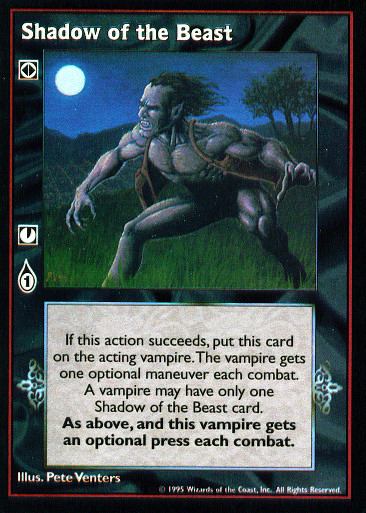 Shadow of the Beast
1
If this action succeeds, put this card
on the acting vampire. The vampire gets
one optional maneuver each combat.
A vampire may have only one
Shadow of the Beast card.
As above, and this vampire gets
an optional press each combat.
Illus. Pete Venters
© 1995 Wizards of the Coast, Inc. All Rights Reserved.